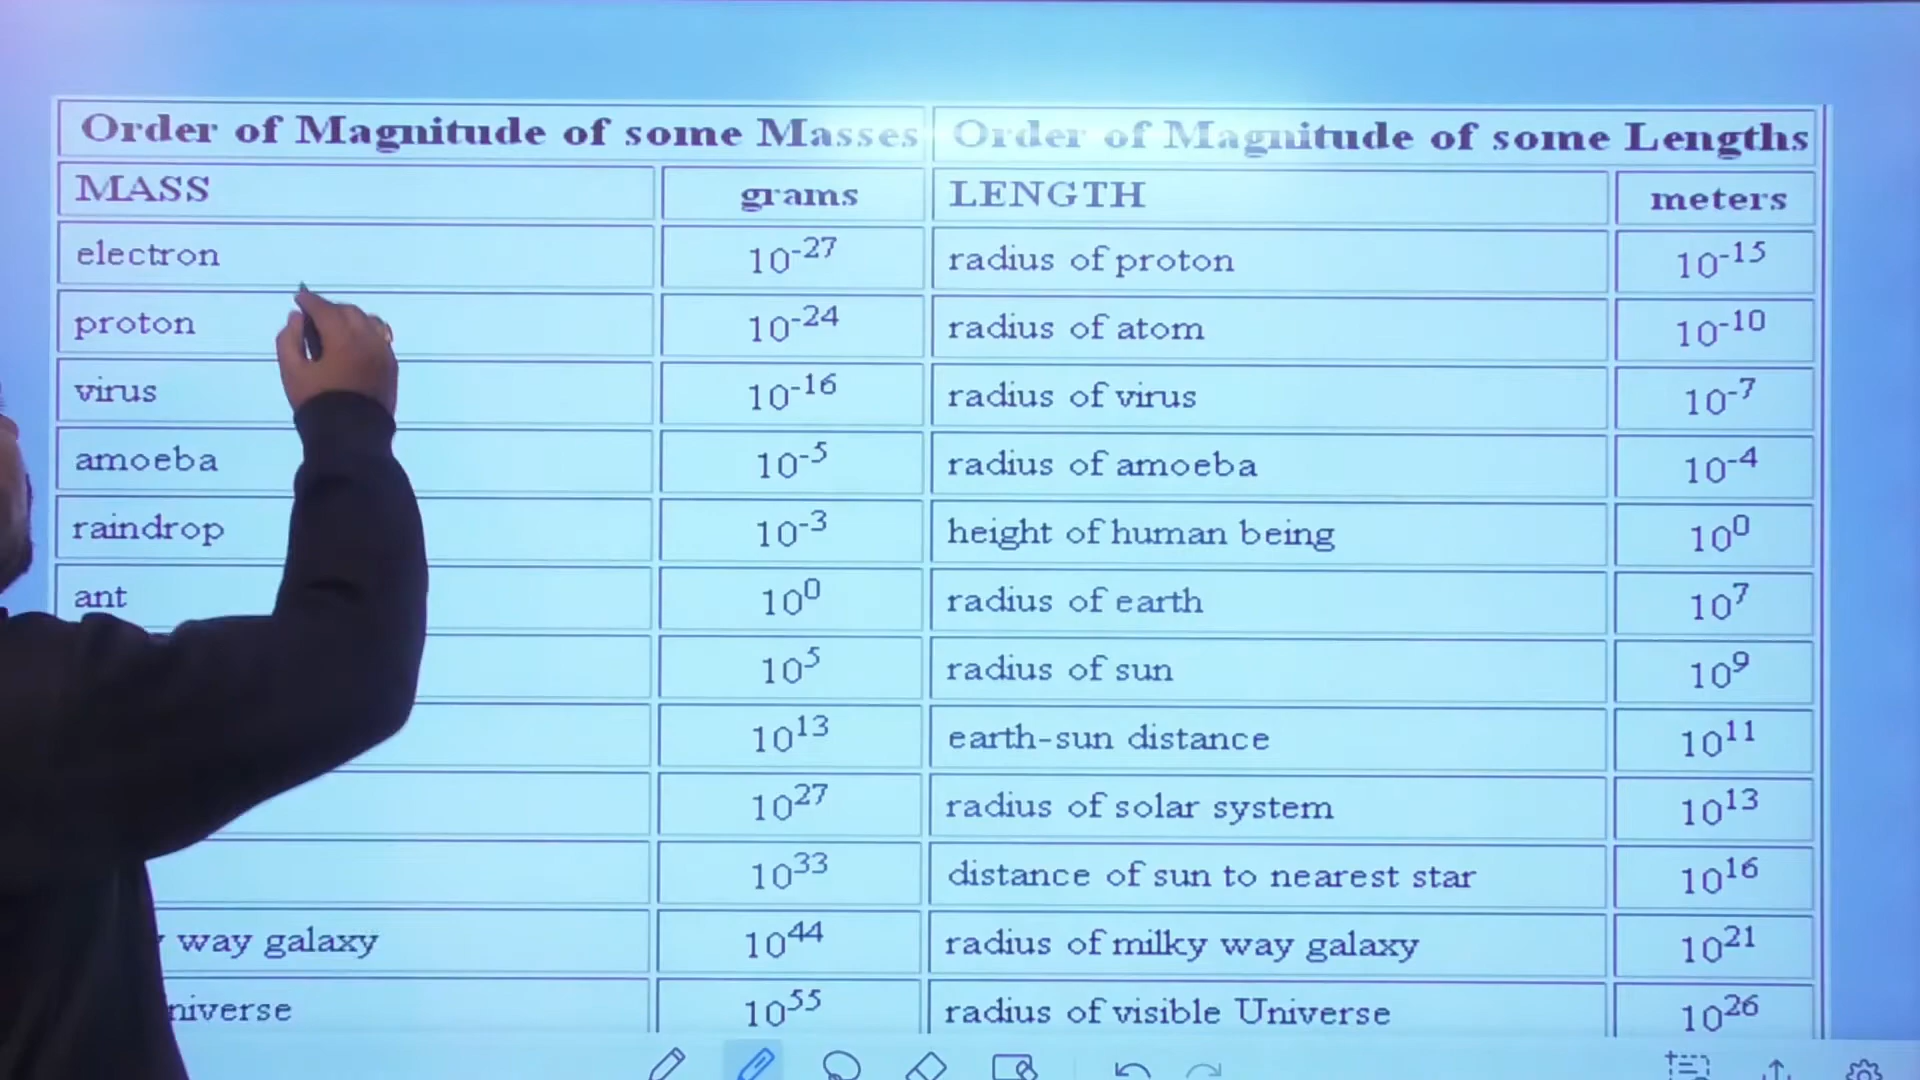 Order of Magnitude of some Masses Order of Magnitude of some Lengths
MASS grams LENGTH meters
electron 10⁻²⁷ radius of proton 10⁻¹⁵
proton 10⁻²⁴ radius of atom 10⁻¹⁰
virus 10⁻¹⁶ radius of virus 10⁻⁷
amoeba 10⁻⁵ radius of amoeba 10⁻⁴
raindrop 10⁻³ height of human being 10⁰
ant 10⁰ radius of earth 10⁷
10⁵ radius of sun 10⁹
10¹³ earth-sun distance 10¹¹
10²⁷ radius of solar system 10¹³
10³³ distance of sun to nearest star 10¹⁶
way galaxy 10⁴⁴ radius of milky way galaxy 10²¹
niverse 10⁵⁵ radius of visible Universe 10²⁶